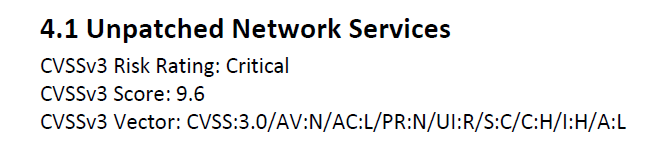 4.1 Unpatched Network Services
CVSSv3 Risk Rating: Critical
CVSSv3 Score: 9.6
CVSSv3 Vector: CVSS:3.0/AV:N/AC:L/PR:N/UI:R/S:C/C:H/I:H/A:L